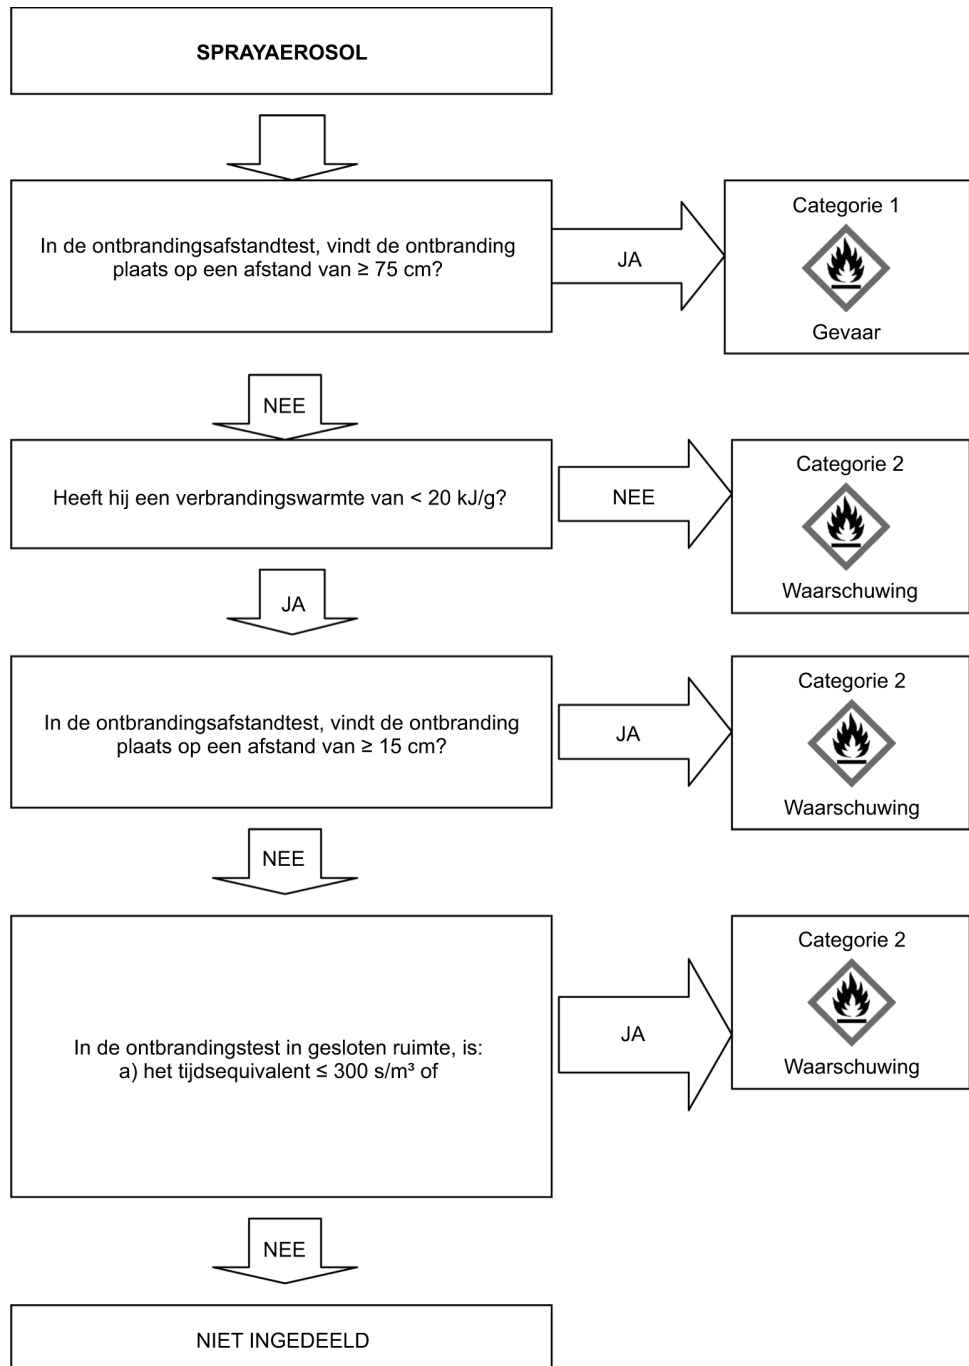 SPRAYAEROSOL
In de ontbrandingsafstandtest, vindt de ontbranding
plaats op een afstand van ≥ 75 cm?
JA
Categorie 1
Gevaar
NEE
Heeft hij een verbrandingswarmte van < 20 kJ/g?
NEE
Categorie 2
Waarschuwing
JA
In de ontbrandingsafstandtest, vindt de ontbranding
plaats op een afstand van ≥ 15 cm?
JA
Categorie 2
Waarschuwing
NEE
In de ontbrandingstest in gesloten ruimte, is:
a) het tijdsequivalent ≤ 300 s/m³ of
JA
Categorie 2
Waarschuwing
NEE
NIET INGEDEELD